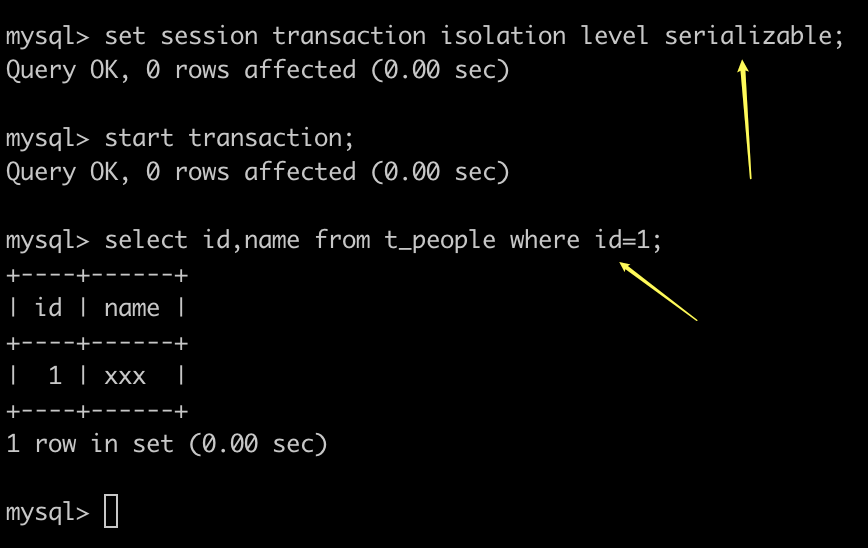 mysql> set session transaction isolation level serializable;
Query OK, 0 rows affected (0.00 sec)
mysql> start transaction;
Query OK, 0 rows affected (0.00 sec)
mysql> select id,name from t_people where id=1;
+----+------+
| id | name |
+----+------+
|  1 | xxx  |
+----+------+
1 row in set (0.00 sec)
mysql>